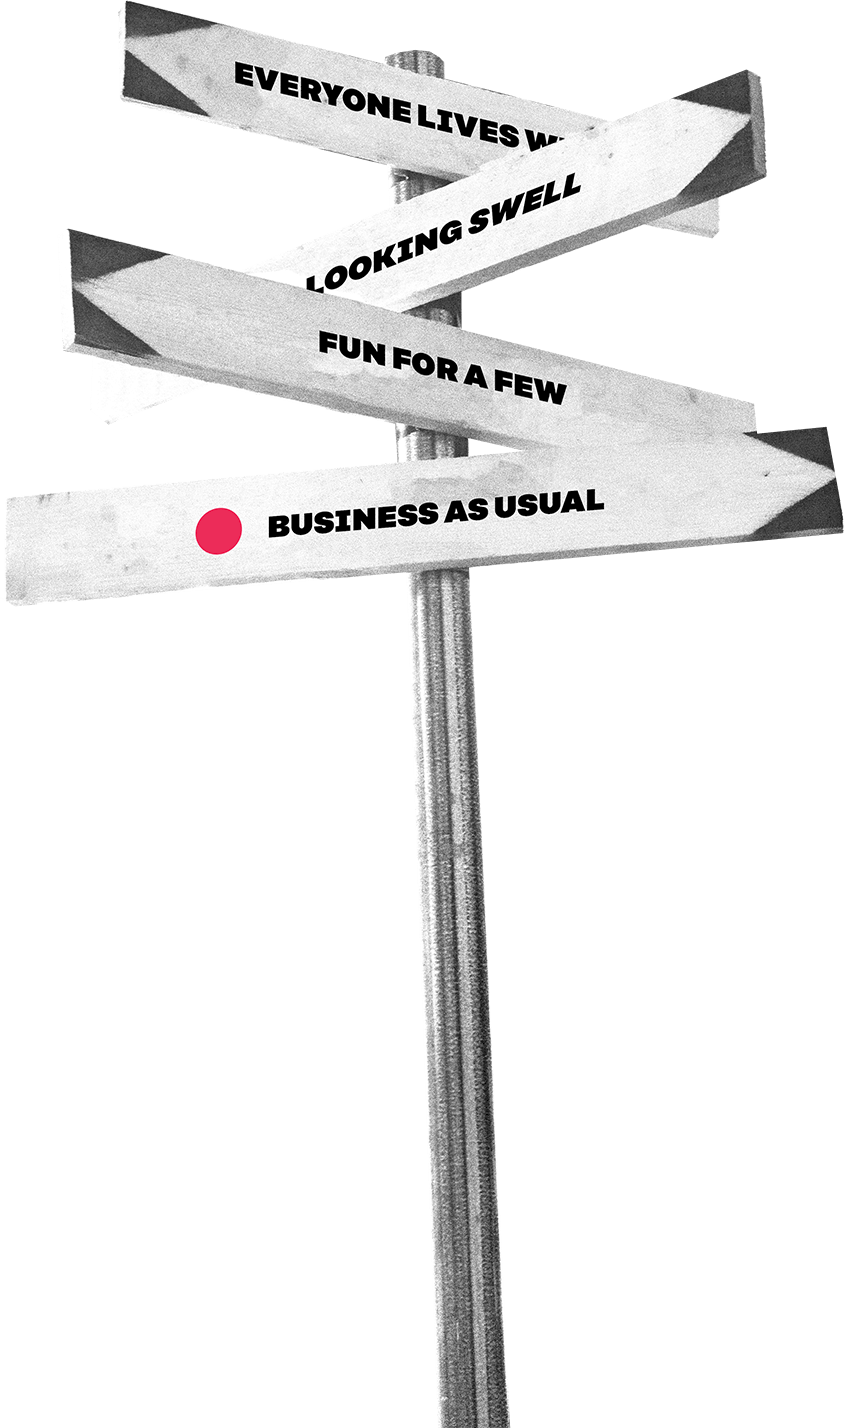 EVERYONE LIVES
LOOKING SWELL
FUN FOR A FEW
BUSINESS AS USUAL